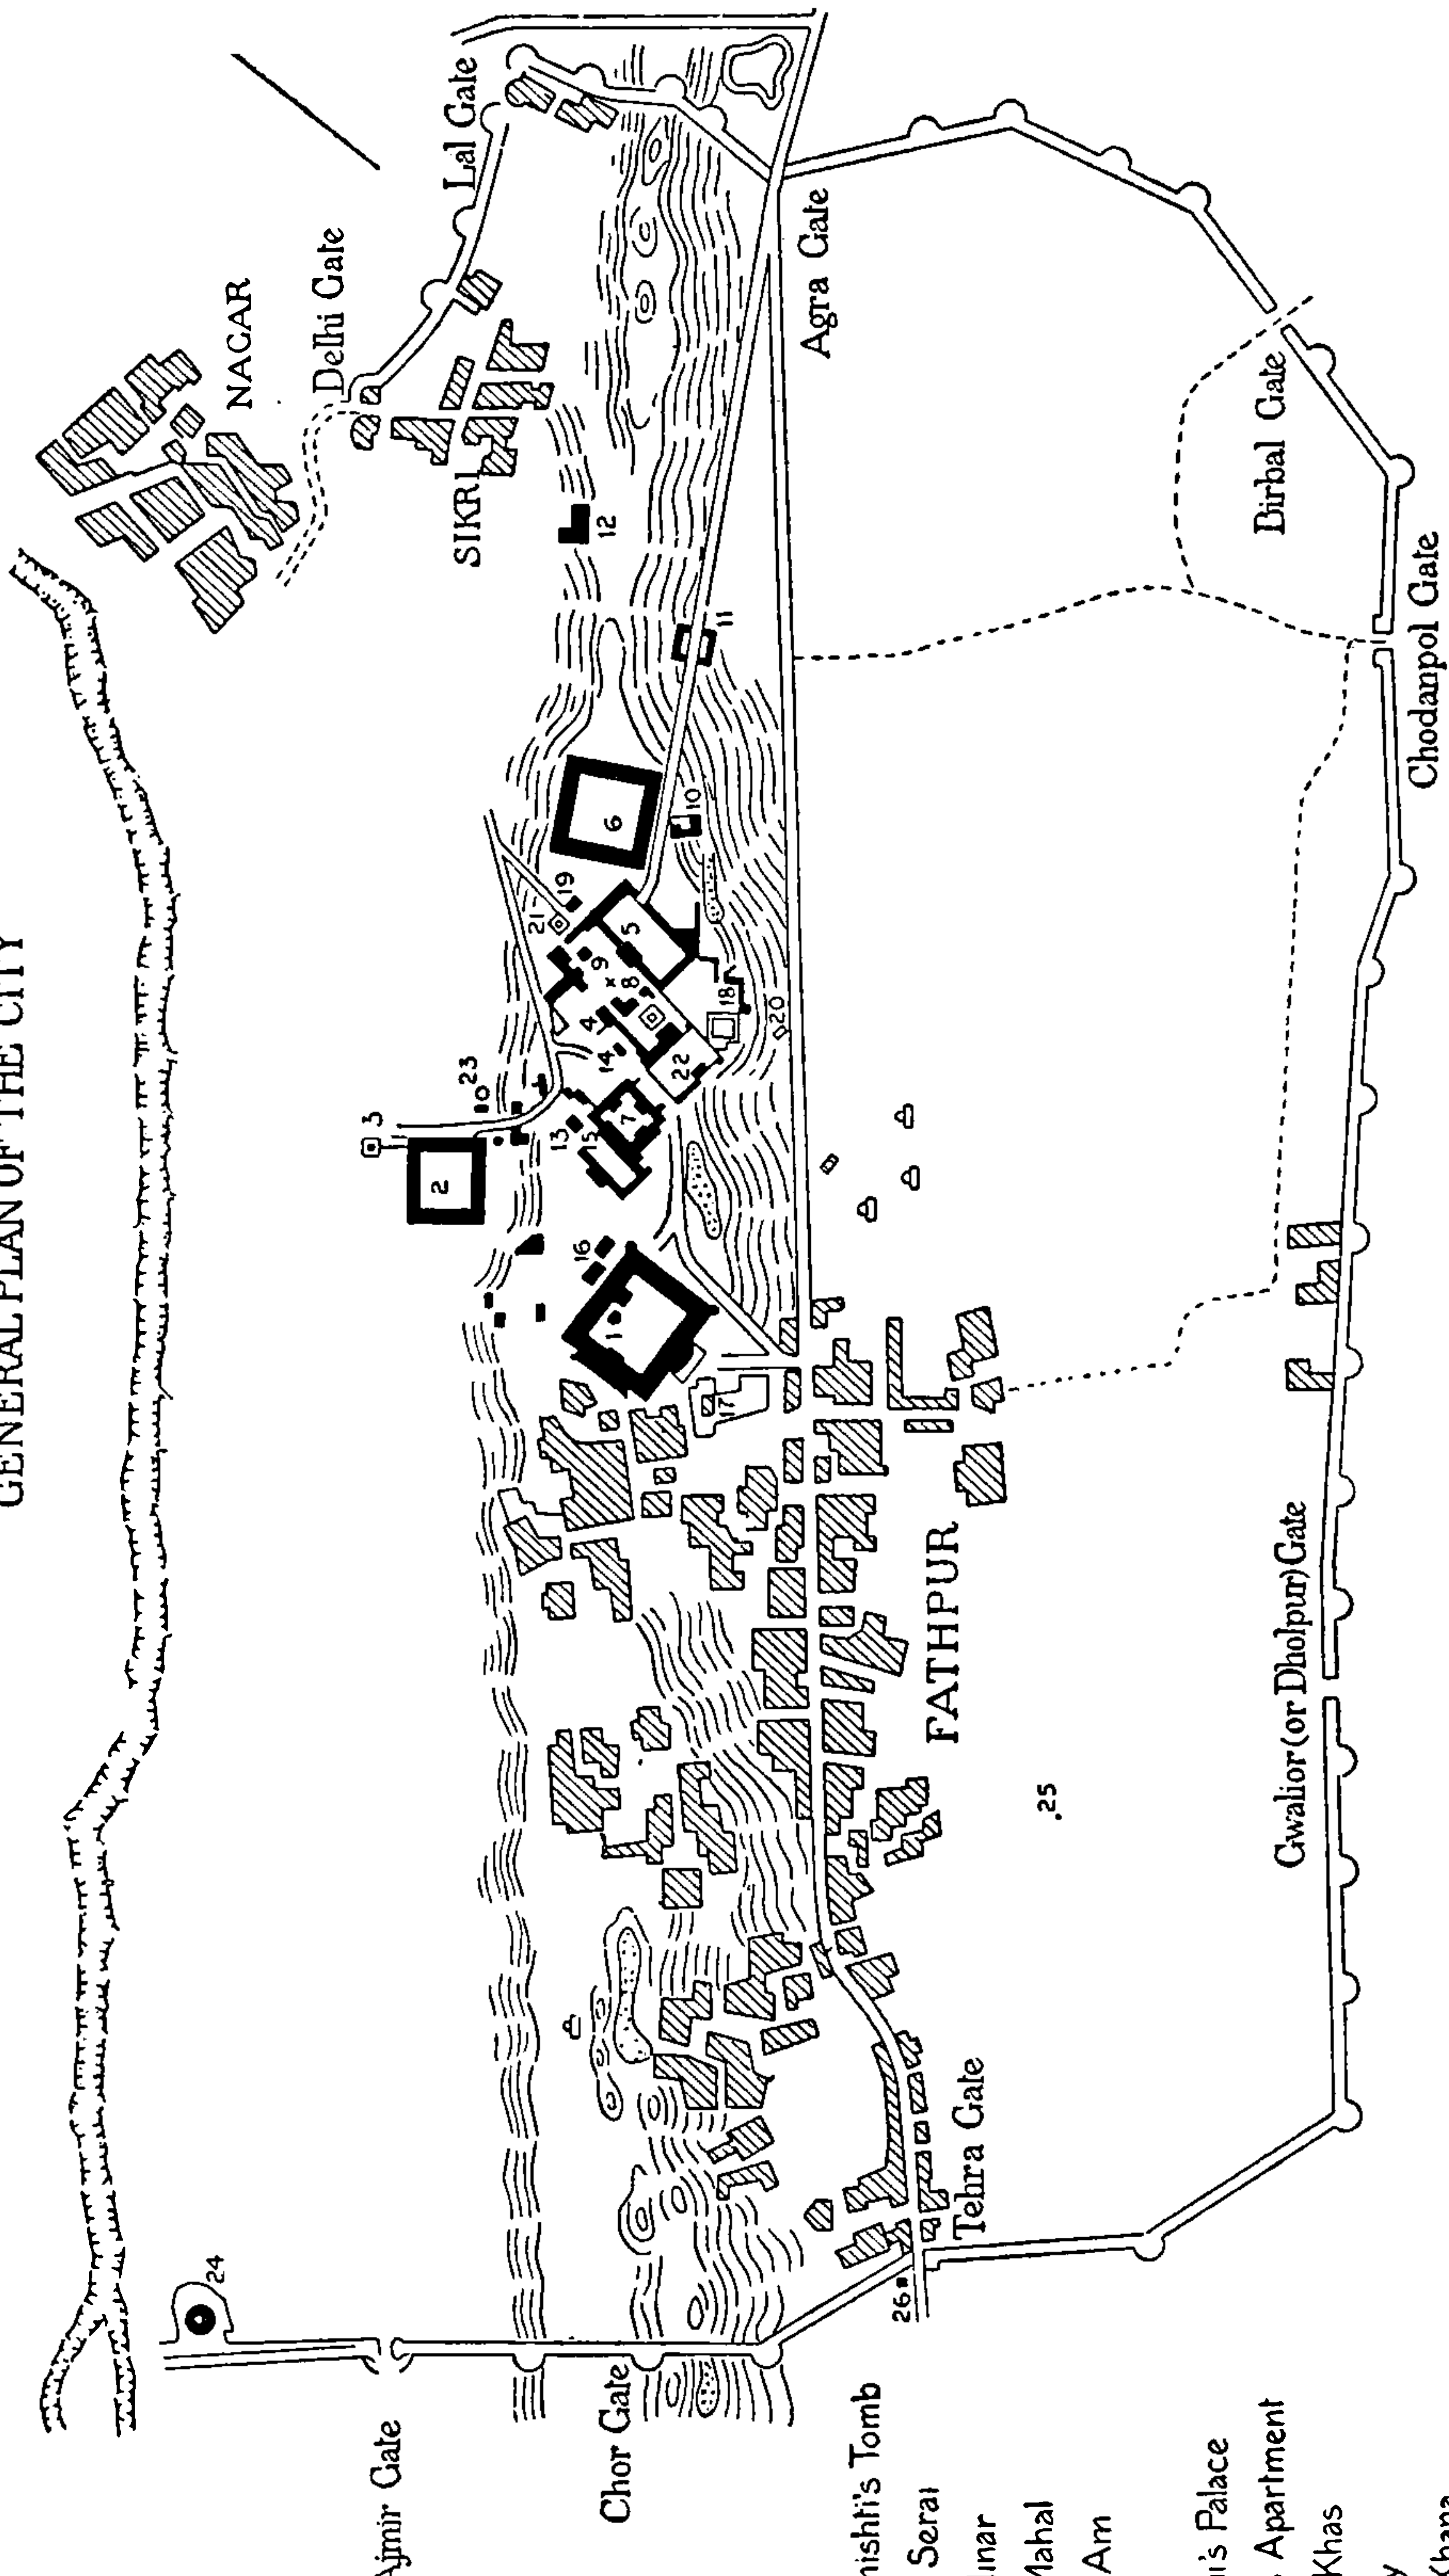 GENERAL PLAN OF THE CITY
NAGAR
Delhi Gate
Lal Gate
SIKRI
Agra Gate
Birbal Gate
Chodanpol Gate
Gwalior (or Dholpur) Gate
FATHPUR
Tehra Gate
Ajmir Gate
Chor Gate
1
2
3
4
5
6
7
8
9
10
11
12
13
14
15
16
17
18
19
20
21
22
23
24
25
26
Tomb
Serai
Mahal
Am
Palace
Apartment
Khas